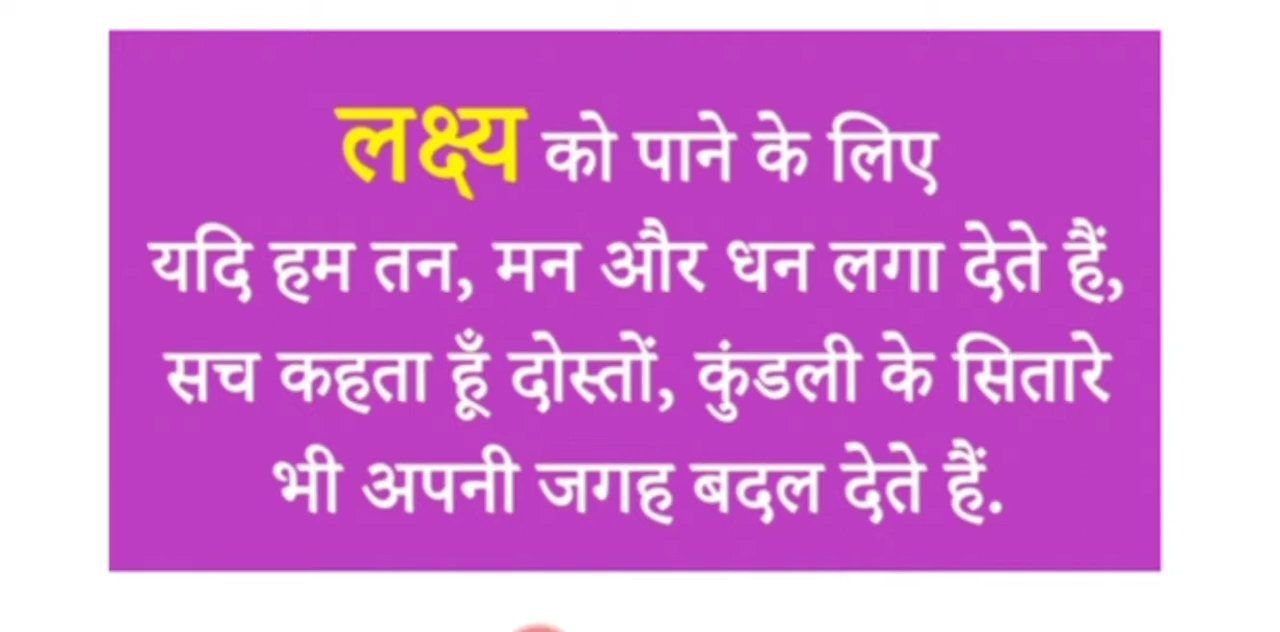 लक्ष्य को पाने के लिए
यदि हम तन, मन और धन लगा देते हैं,
सच कहता हूँ दोस्तों, कुंडली के सितारे
भी अपनी जगह बदल देते हैं.